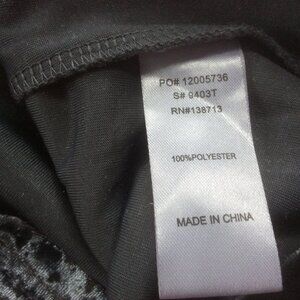 PO# 12005736
S# 9403T
RN#138713
100%POLYESTER
MADE IN CHINA